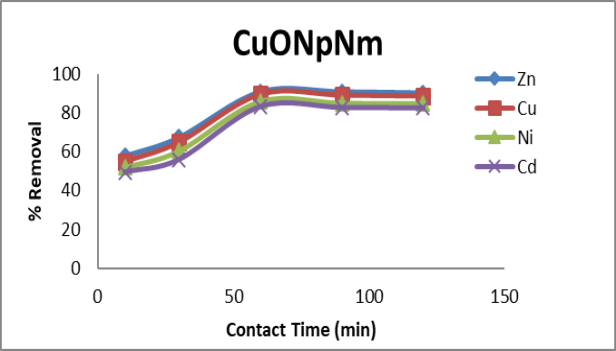 CuONpNm
100
80
60
40
20
0
% Removal
0 50 100 150
Contact Time (min)
Zn
Cu
Ni
Cd